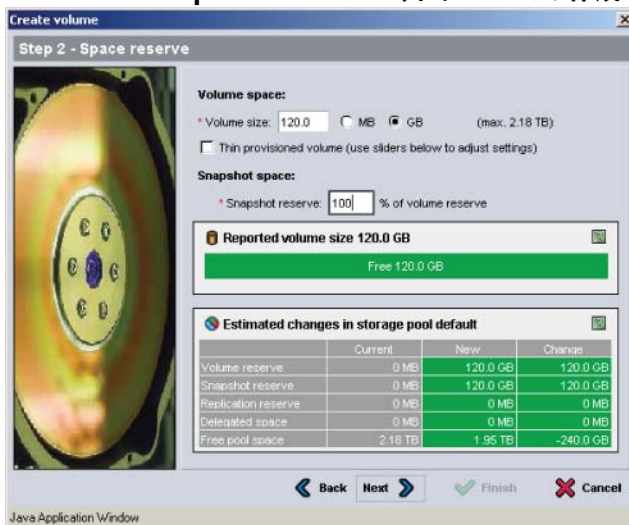 Create volume
Step 2 - Space reserve
Volume space:
* Volume size: 120.0 MB GB (max. 2.18 TB)
Thin provisioned volume (use sliders below to adjust settings)
Snapshot space:
* Snapshot reserve: 100 % of volume reserve
Reported volume size 120.0 GB
Free 120.0 GB
Estimated changes in storage pool default
Current New Change
Volume reserve 0 MB 120.0 GB 120.0 GB
Snapshot reserve 0 MB 120.0 GB 120.0 GB
Replication reserve 0 MB 0 MB 0 MB
Delegated space 0 MB 0 MB 0 MB
Free pool space 2.18 TB 1.95 TB -240.0 GB
Back Next Finish Cancel
Java Application Window